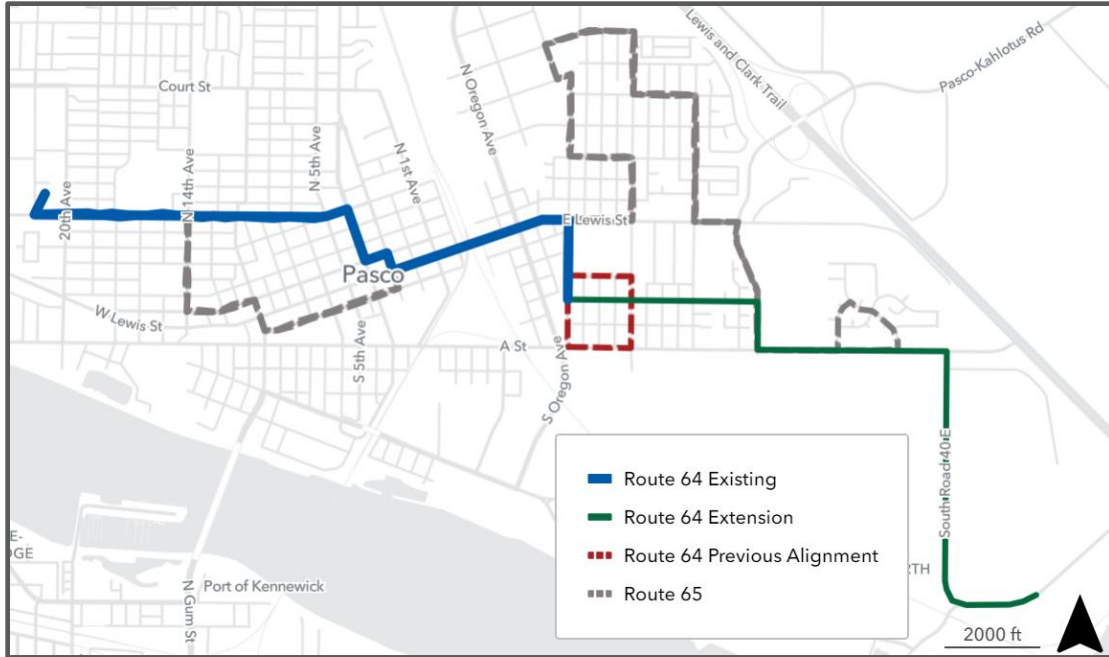 Lewis and Clark Trail
Pasco-Kahlotus Rd
N Oregon Ave
Court St
N 5th Ave
N 1st Ave
20th Ave
N 14th Ave
E Lewis St
Pasco
W Lewis St
S 5th Ave
A St
S Oregon Ave
South Road 40 E
Route 64 Existing
Route 64 Extension
Route 64 Previous Alignment
Route 65
Port of Kennewick
N Gum St
2000 ft